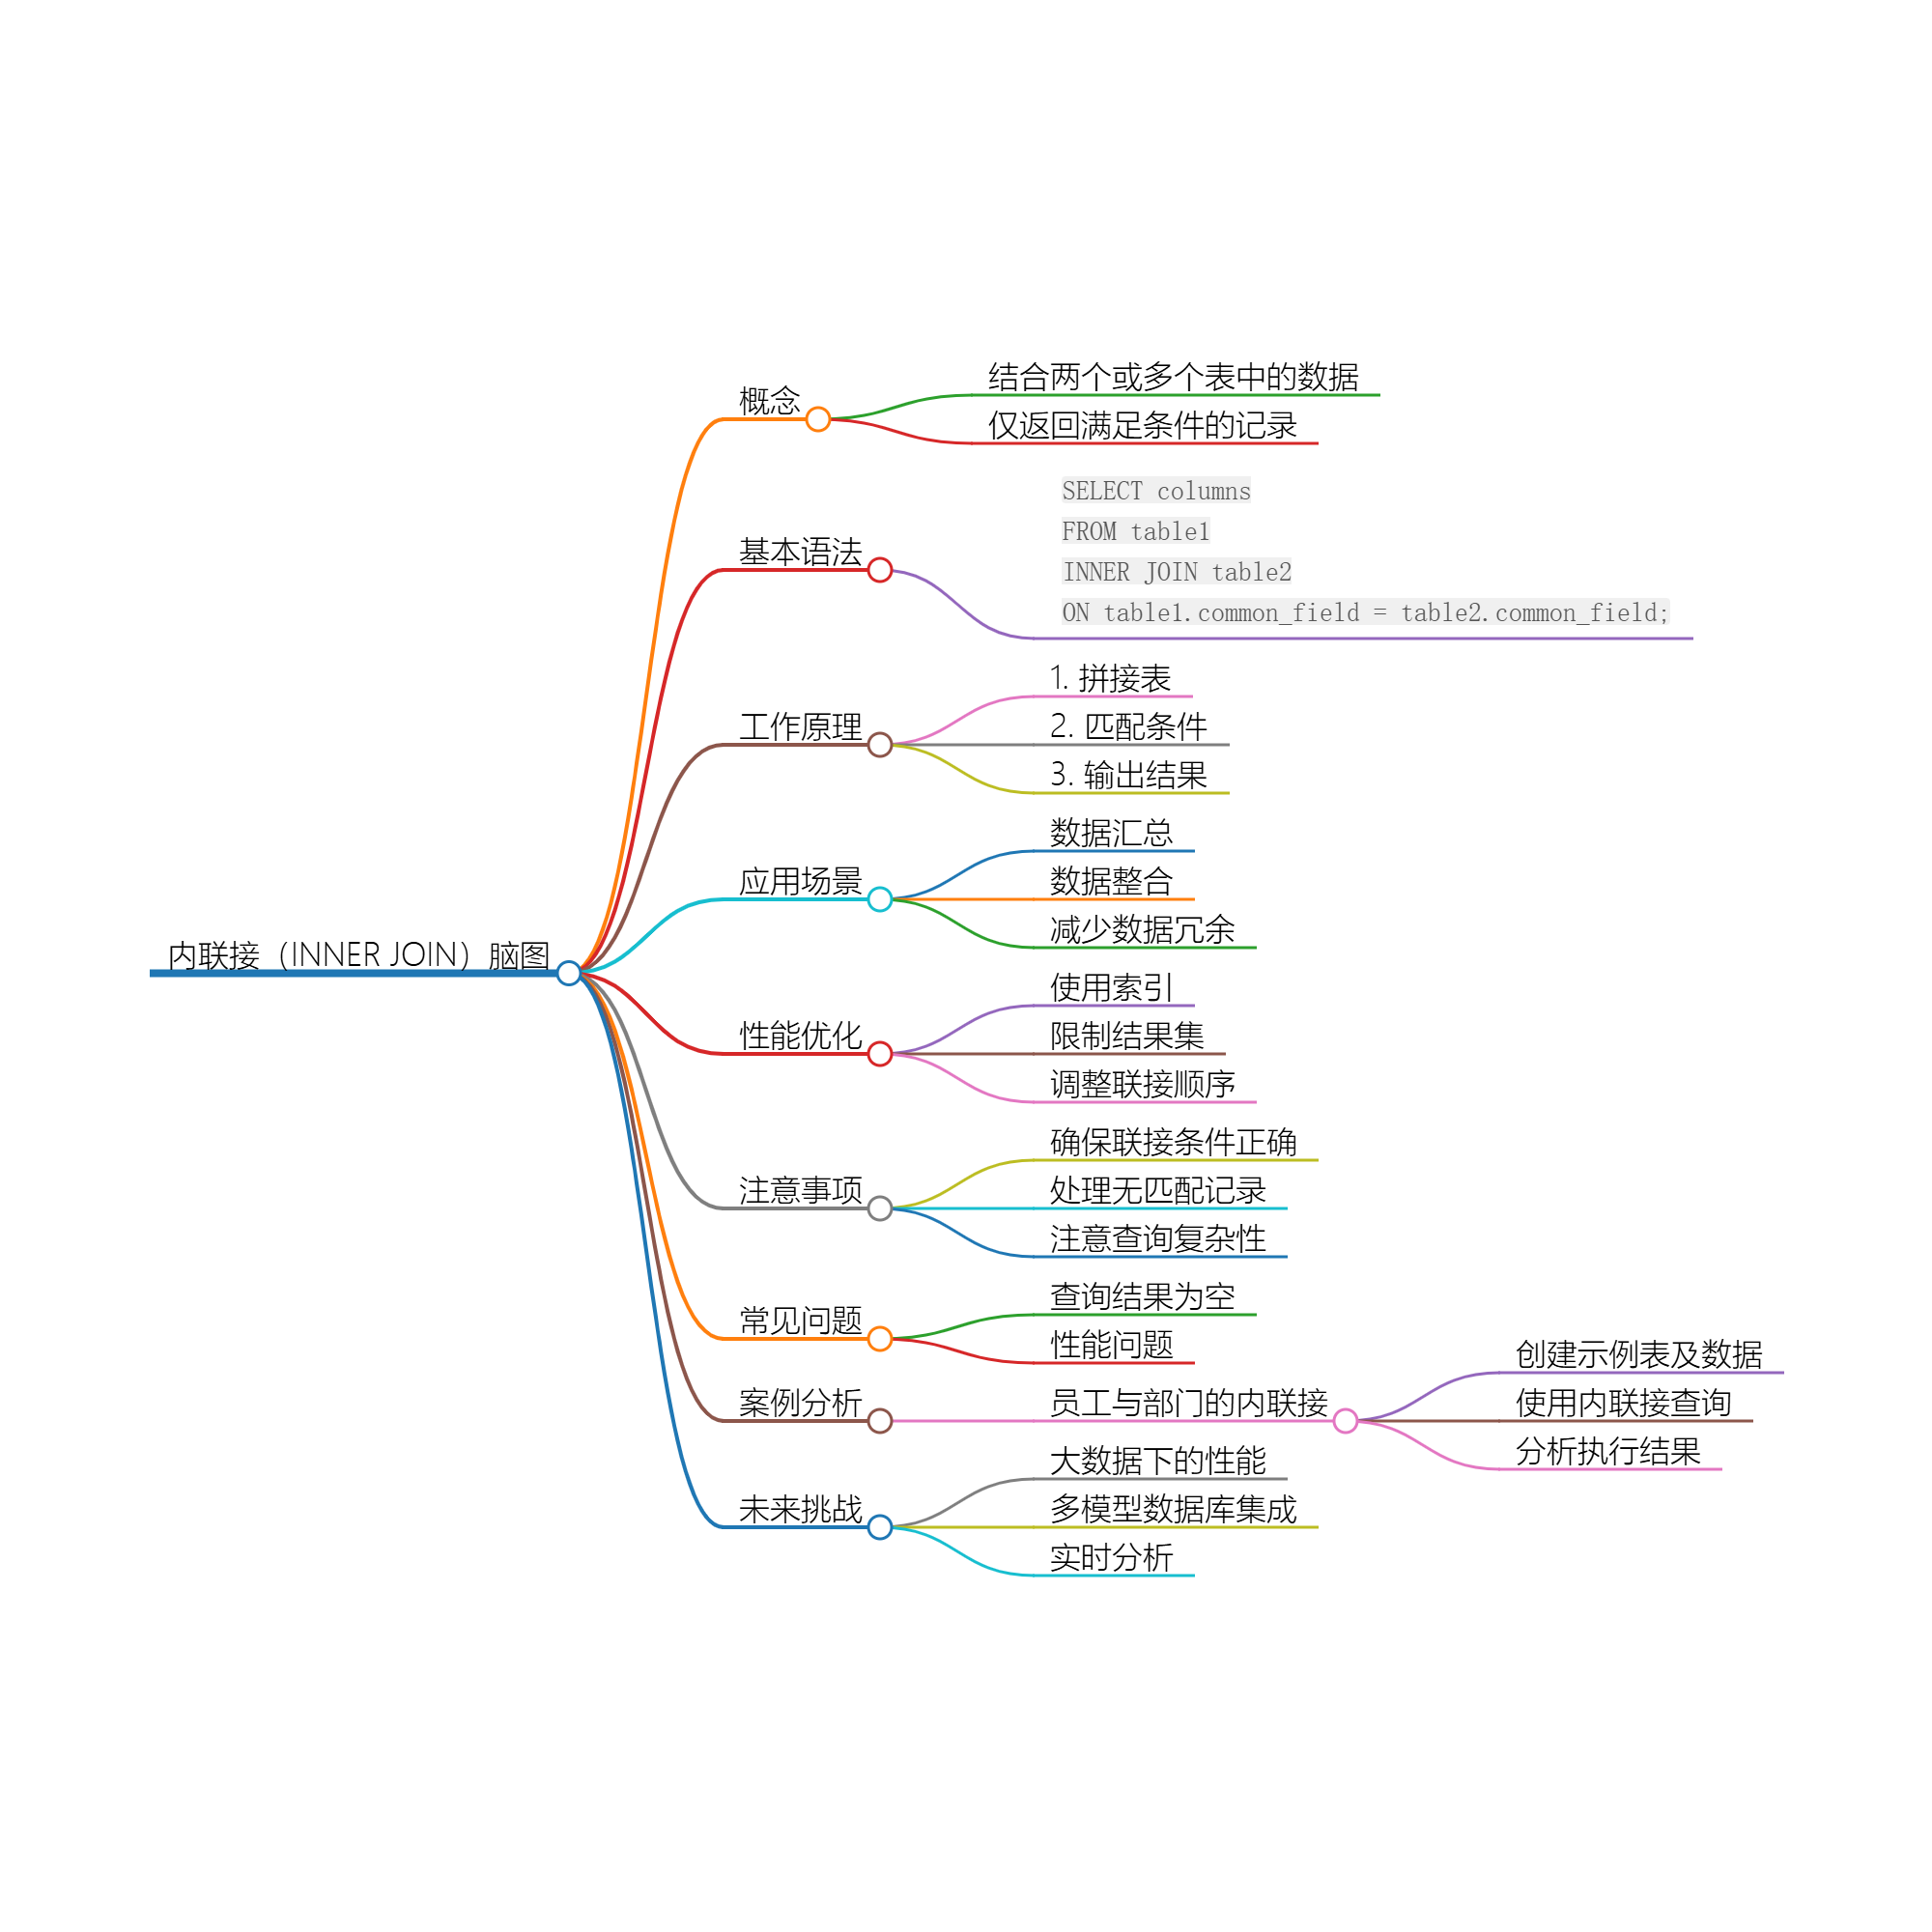 内联接（INNER JOIN）脑图
概念
结合两个或多个表中的数据
仅返回满足条件的记录
基本语法
SELECT columns
FROM table1
INNER JOIN table2
ON table1.common_field = table2.common_field;
工作原理
1. 拼接表
2. 匹配条件
3. 输出结果
应用场景
数据汇总
数据整合
减少数据冗余
性能优化
使用索引
限制结果集
调整联接顺序
注意事项
确保联接条件正确
处理无匹配记录
注意查询复杂性
常见问题
查询结果为空
性能问题
案例分析
员工与部门的内联接
创建示例表及数据
使用内联接查询
分析执行结果
未来挑战
大数据下的性能
多模型数据库集成
实时分析